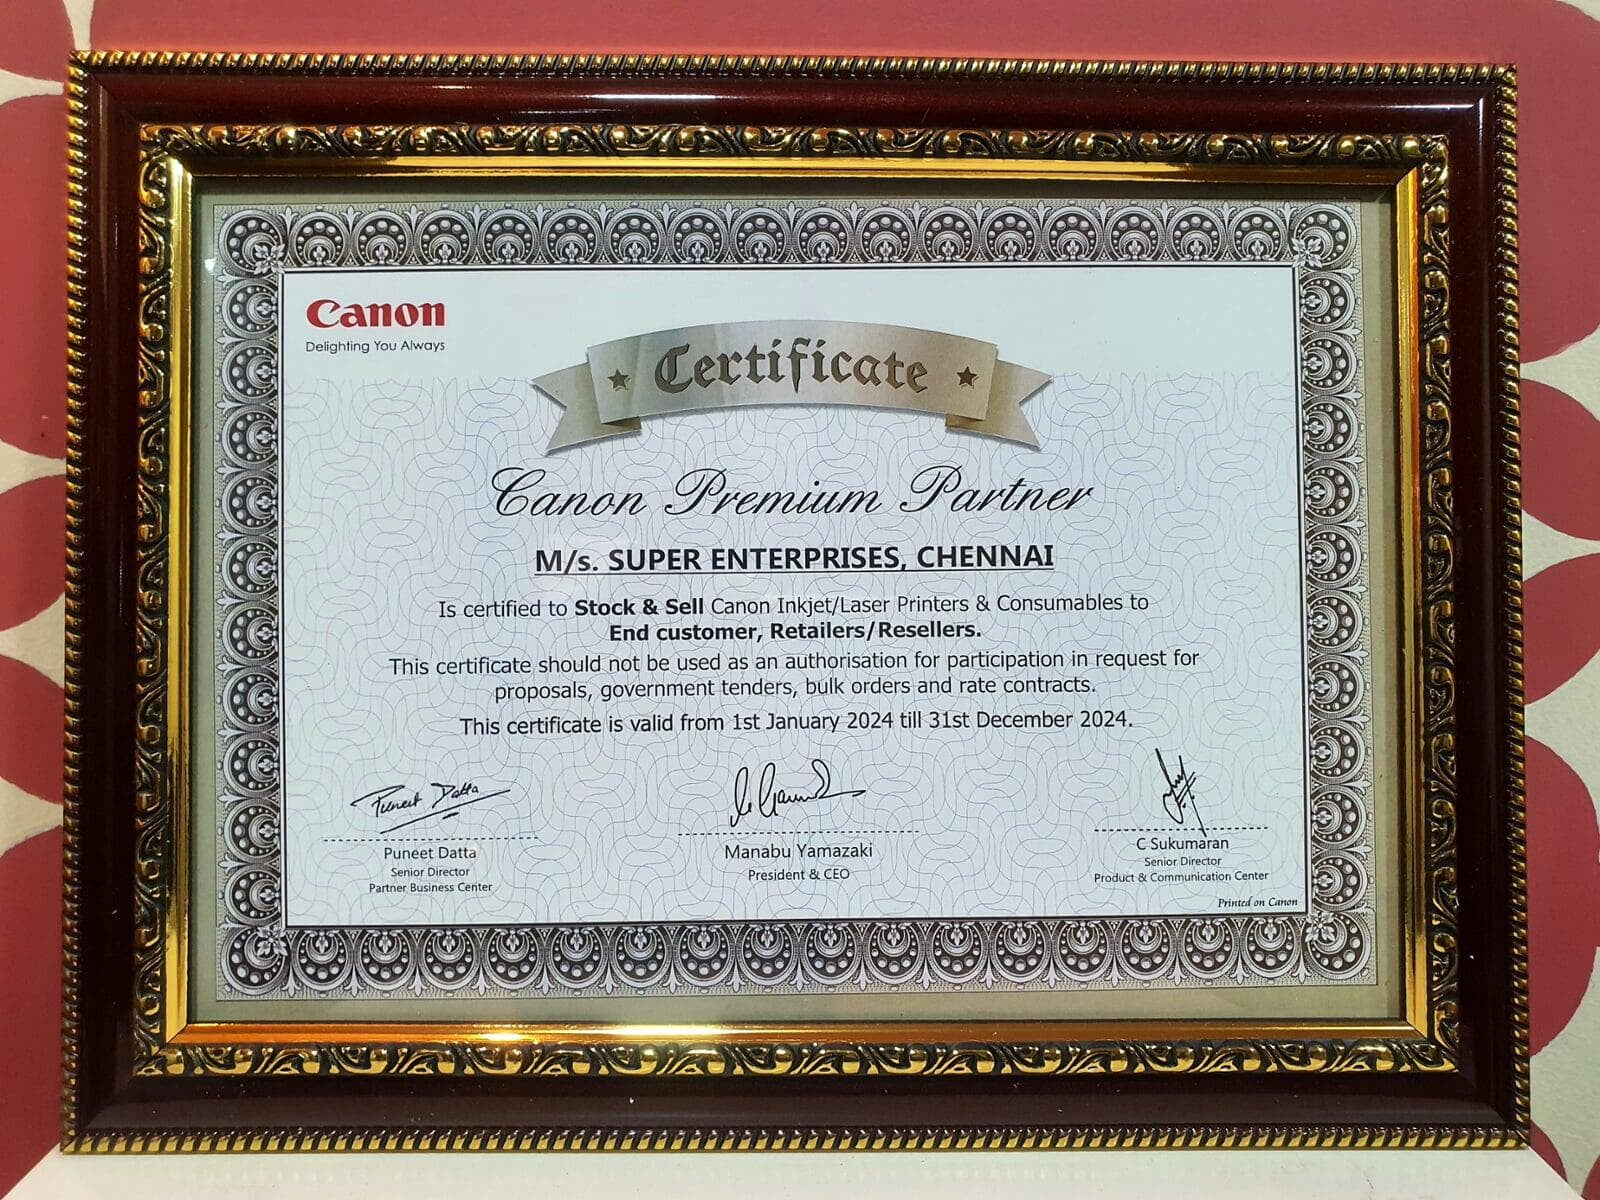 Canon
Delighting You Always
Certificate
Canon Premium Partner
M/s. SUPER ENTERPRISES, CHENNAI
Is certified to Stock & Sell Canon Inkjet/Laser Printers & Consumables to
End customer, Retailers/Resellers.
This certificate should not be used as an authorisation for participation in request for
proposals, government tenders, bulk orders and rate contracts.
This certificate is valid from 1st January 2024 till 31st December 2024.
Puneet Datta
Puneet Datta
Senior Director
Partner Business Center
Manabu Yamazaki
President & CEO
C Sukumaran
Senior Director
Product & Communication Center
Printed on Canon